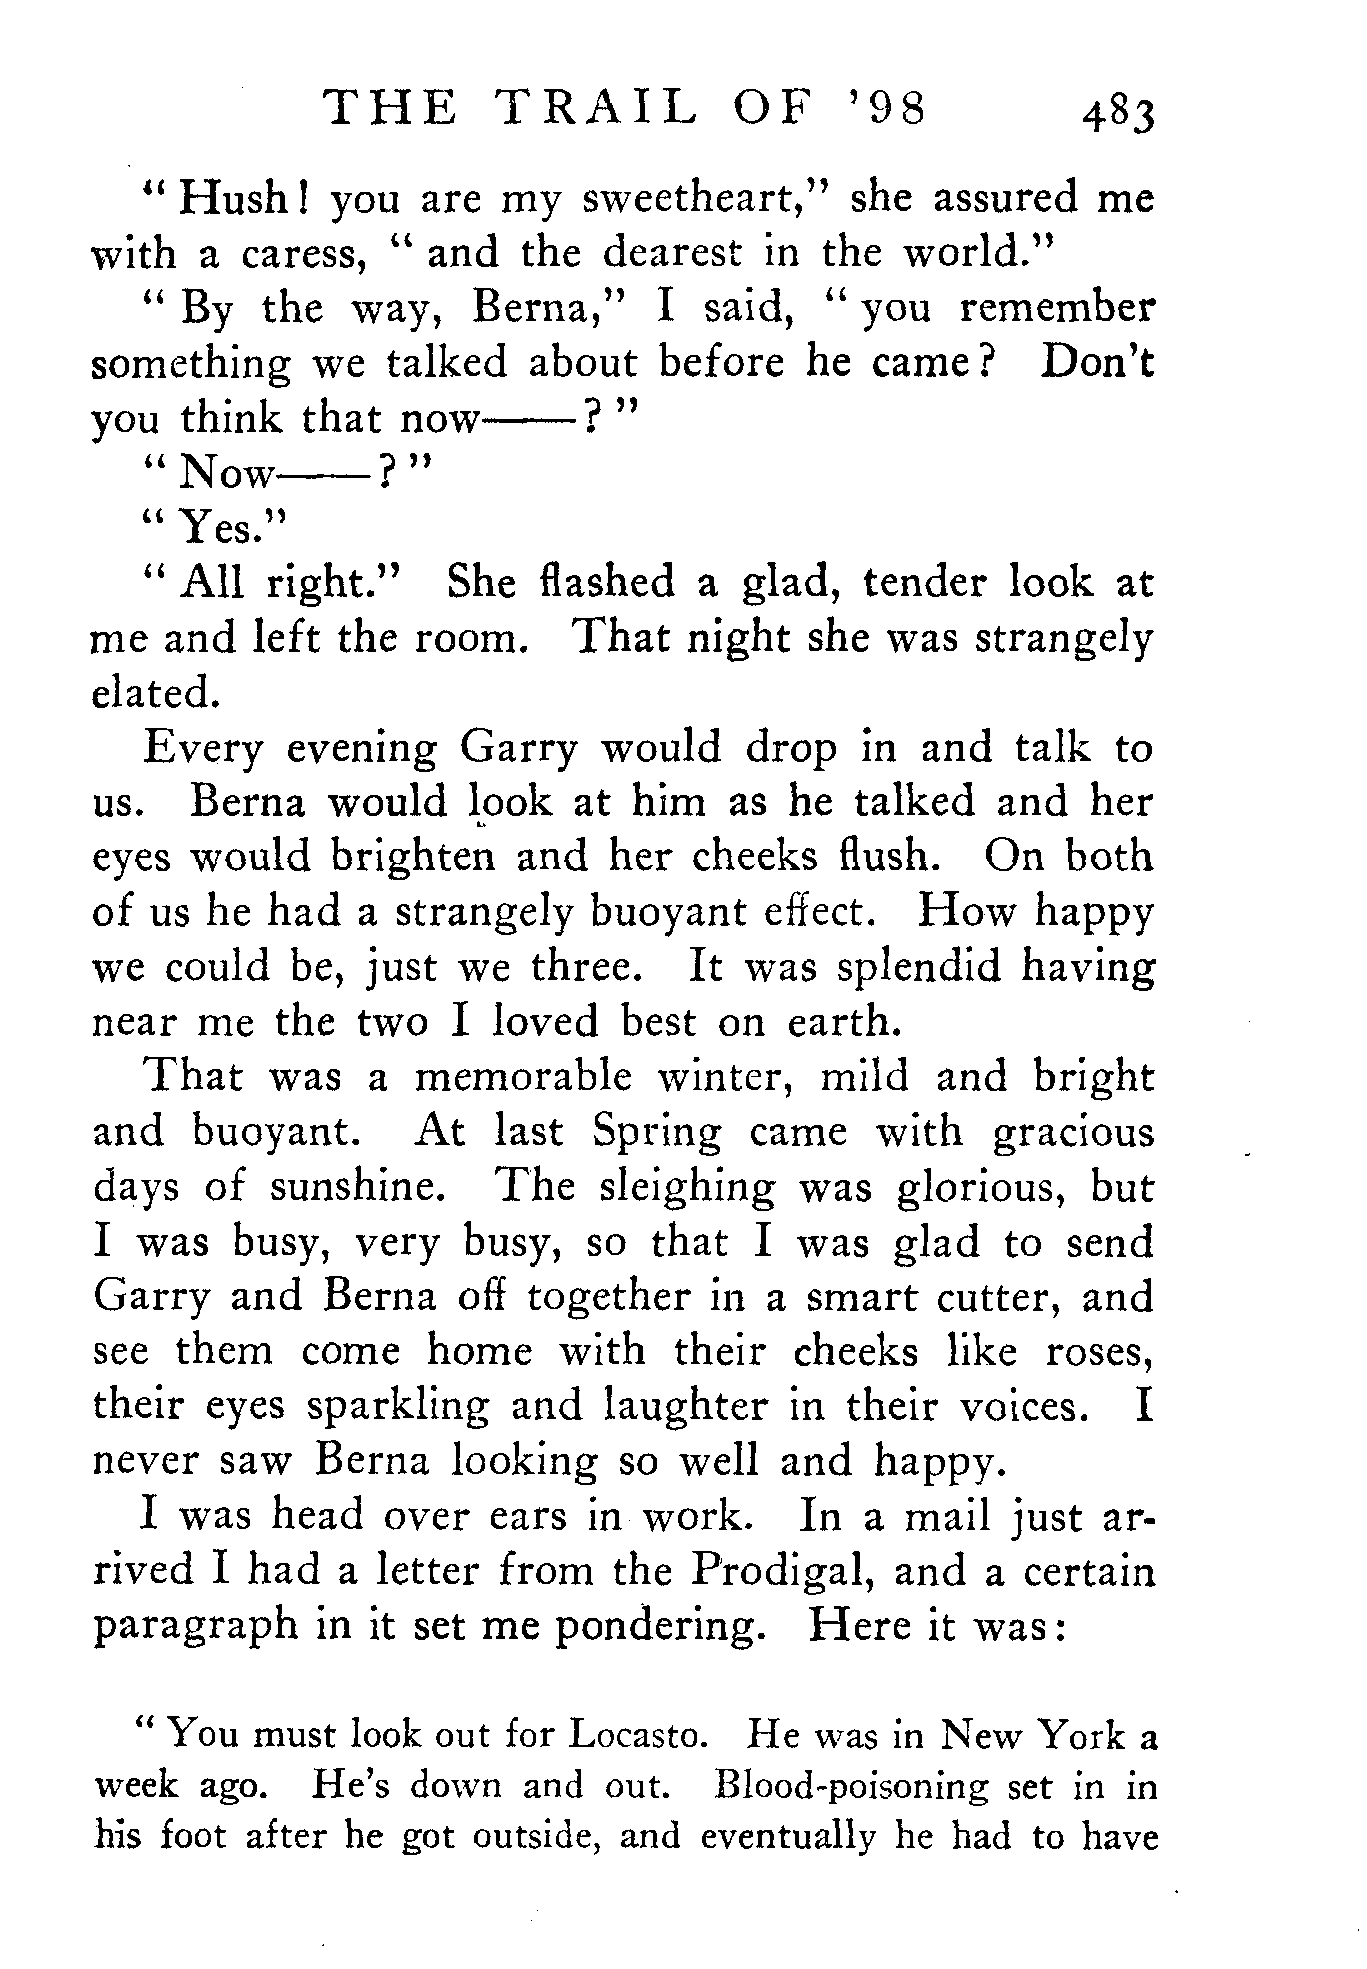 THE TRAIL OF '98 483
" Hush! you are my sweetheart," she assured me
with a caress, " and the dearest in the world."
" By the way, Berna," I said, " you remember
something we talked about before he came? Don't
you think that now——? "
" Now——? "
" Yes."
" All right." She flashed a glad, tender look at
me and left the room. That night she was strangely
elated.
Every evening Garry would drop in and talk to
us. Berna would look at him as he talked and her
eyes would brighten and her cheeks flush. On both
of us he had a strangely buoyant effect. How happy
we could be, just we three. It was splendid having
near me the two I loved best on earth.
That was a memorable winter, mild and bright
and buoyant. At last Spring came with gracious
days of sunshine. The sleighing was glorious, but
I was busy, very busy, so that I was glad to send
Garry and Berna off together in a smart cutter, and
see them come home with their cheeks like roses,
their eyes sparkling and laughter in their voices. I
never saw Berna looking so well and happy.
I was head over ears in work. In a mail just ar-
rived I had a letter from the Prodigal, and a certain
paragraph in it set me pondering. Here it was:
" You must look out for Locasto. He was in New York a
week ago. He's down and out. Blood-poisoning set in in
his foot after he got outside, and eventually he had to have